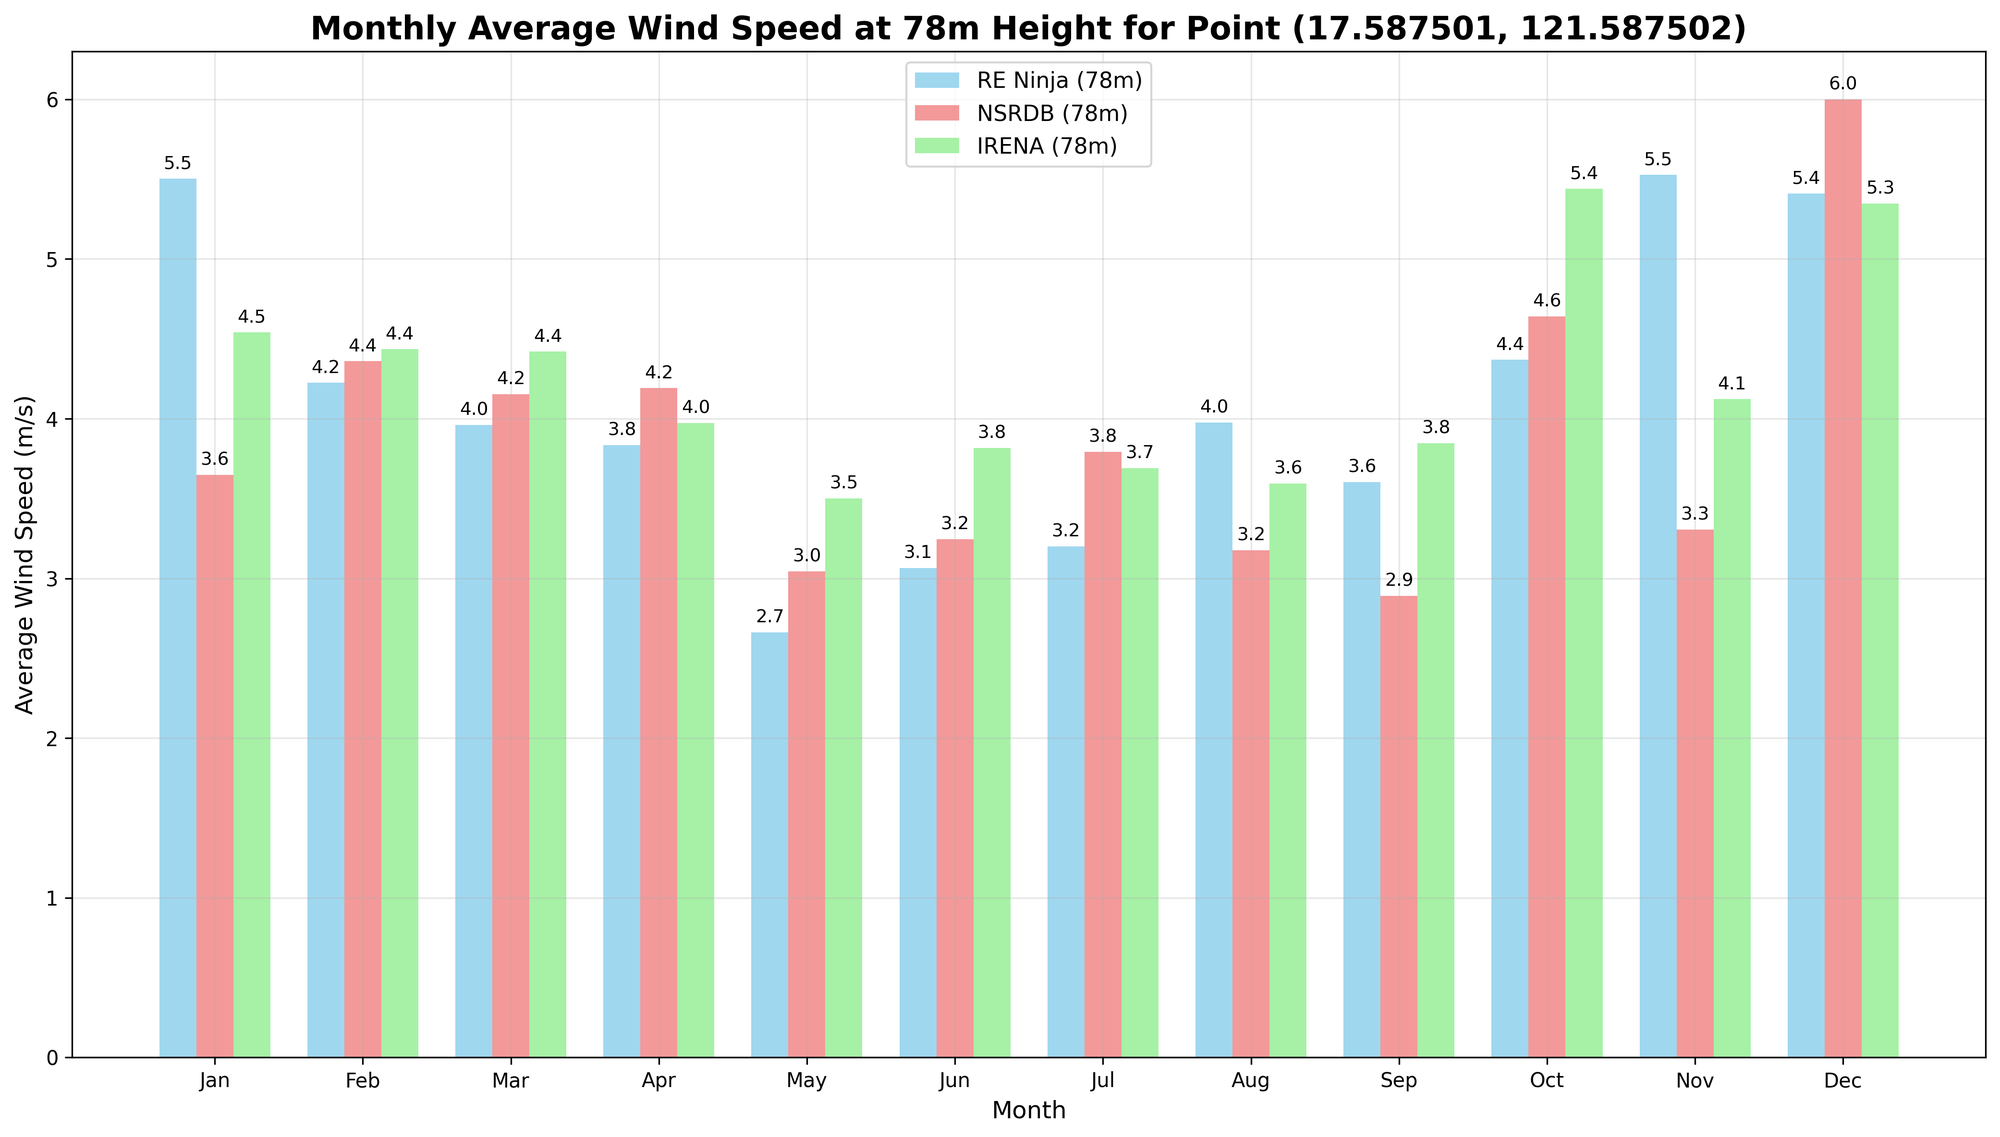 Monthly Average Wind Speed at 78m Height for Point (17.587501, 121.587502)
RE Ninja (78m)
NSRDB (78m)
IRENA (78m)
Average Wind Speed (m/s)
6
5
4
3
2
1
0
5.5 3.6 4.5
4.2 4.4 4.4
4.0 4.2 4.4
3.8 4.2 4.0
2.7 3.0 3.5
3.1 3.2 3.8
3.2 3.8 3.7
4.0 3.2 3.6
3.6 2.9 3.8
4.4 4.6 5.4
5.5 3.3 4.1
5.4 6.0 5.3
Jan Feb Mar Apr May Jun Jul Aug Sep Oct Nov Dec
Month